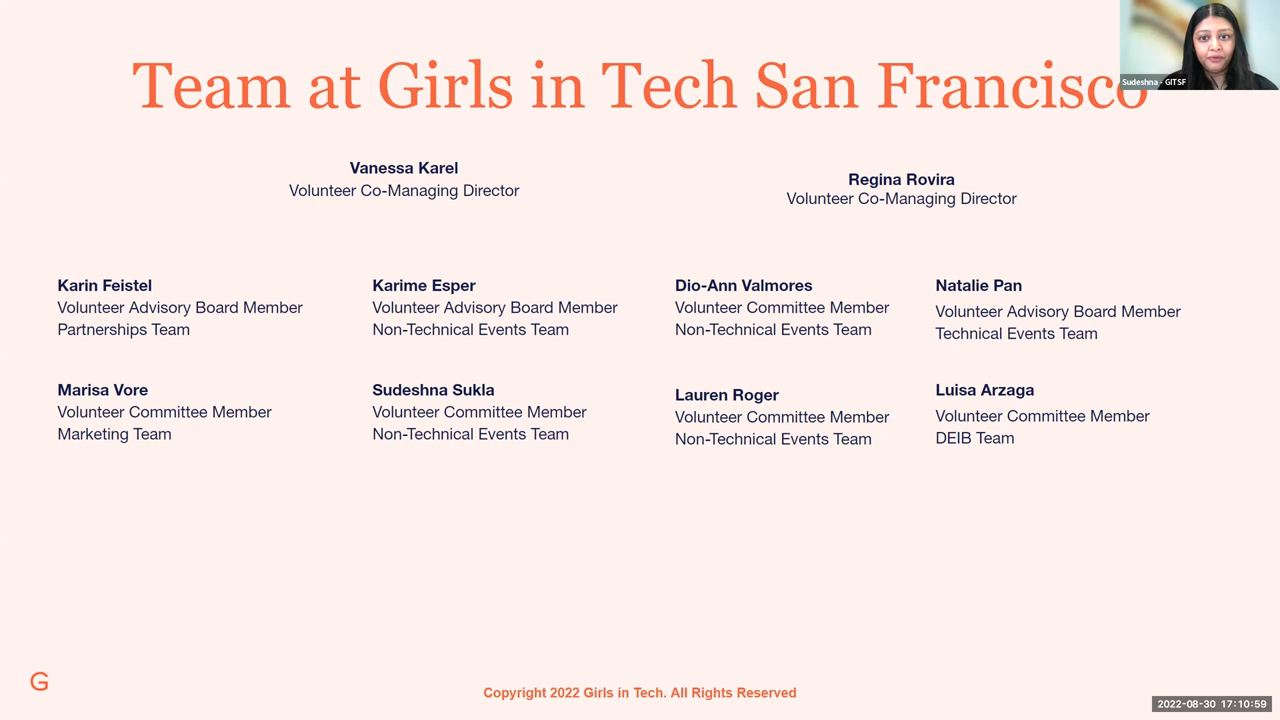 Team at Girls in Tech San Francisco
Sudeshna - GITSF
Vanessa Karel
Volunteer Co-Managing Director
Regina Rovira
Volunteer Co-Managing Director
Karin Feistel
Volunteer Advisory Board Member
Partnerships Team
Karime Esper
Volunteer Advisory Board Member
Non-Technical Events Team
Dio-Ann Valmores
Volunteer Committee Member
Non-Technical Events Team
Natalie Pan
Volunteer Advisory Board Member
Technical Events Team
Marisa Vore
Volunteer Committee Member
Marketing Team
Sudeshna Sukla
Volunteer Committee Member
Non-Technical Events Team
Lauren Roger
Volunteer Committee Member
Non-Technical Events Team
Luisa Arzaga
Volunteer Committee Member
DEIB Team
G
Copyright 2022 Girls in Tech. All Rights Reserved
2022-08-30 17:10:59